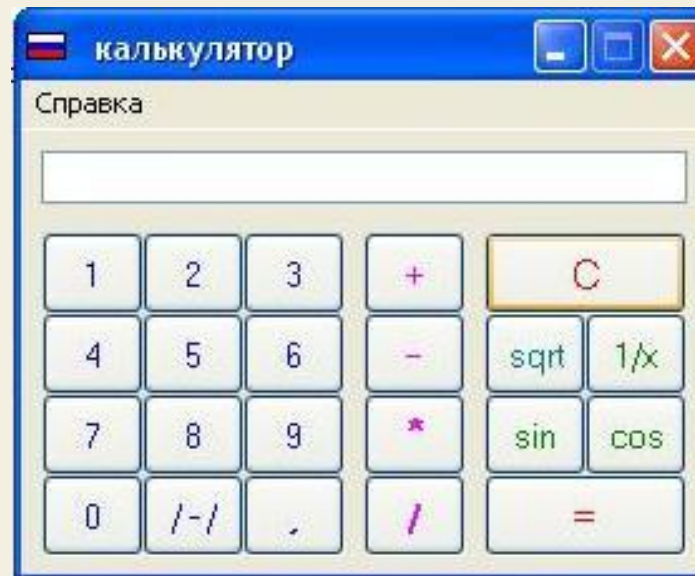 калькулятор
Справка
1 2 3 + C
4 5 6 - sqrt 1/x
7 8 9 * sin cos
0 /-/ , / =